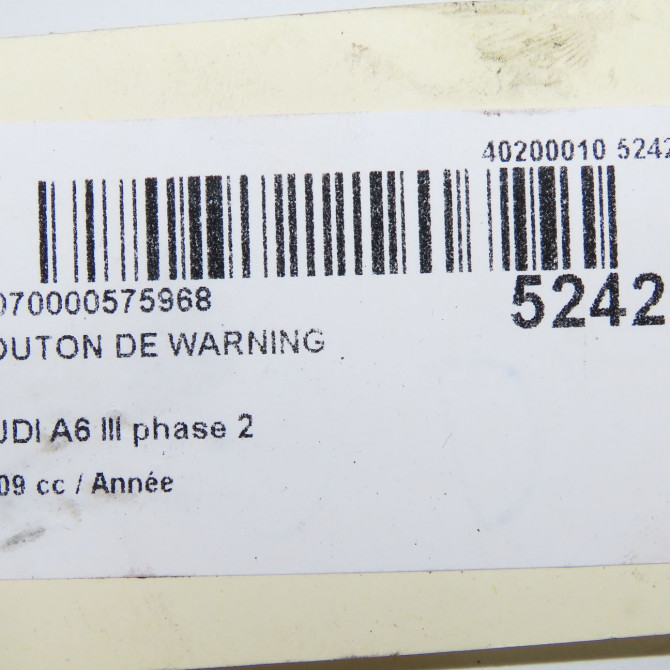 40200010 5242
070000575968
5242
OUTON DE WARNING
UDI A6 III phase 2
09 cc / Année